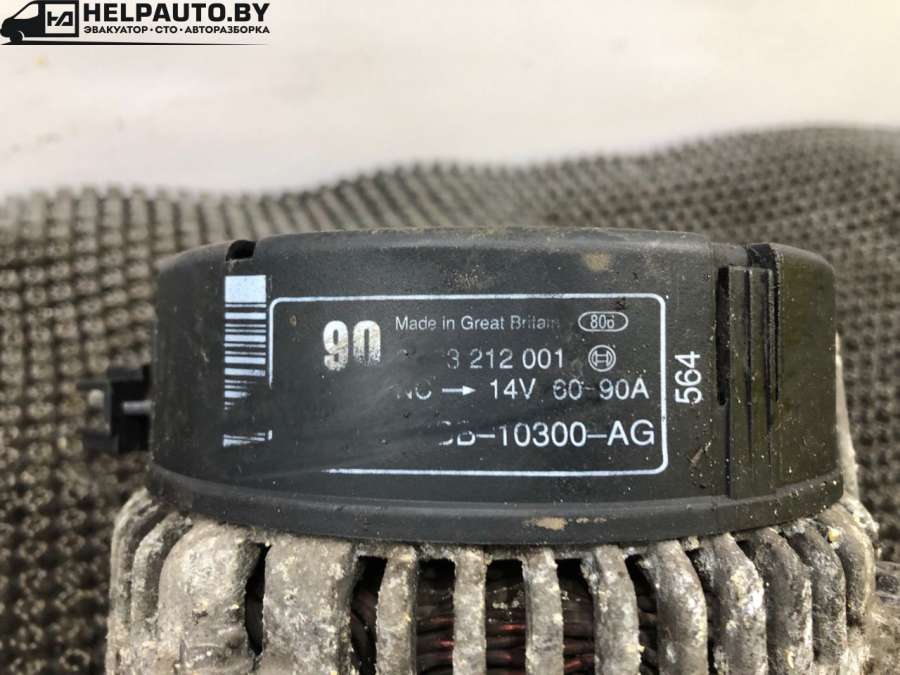 HELPAUTO.BY
ЭВАКУАТОР • СТО • АВТОРАЗБОРКА
90 Made in Great Britain 806
3 212 001
14V 60-90A
-10300-AG
564